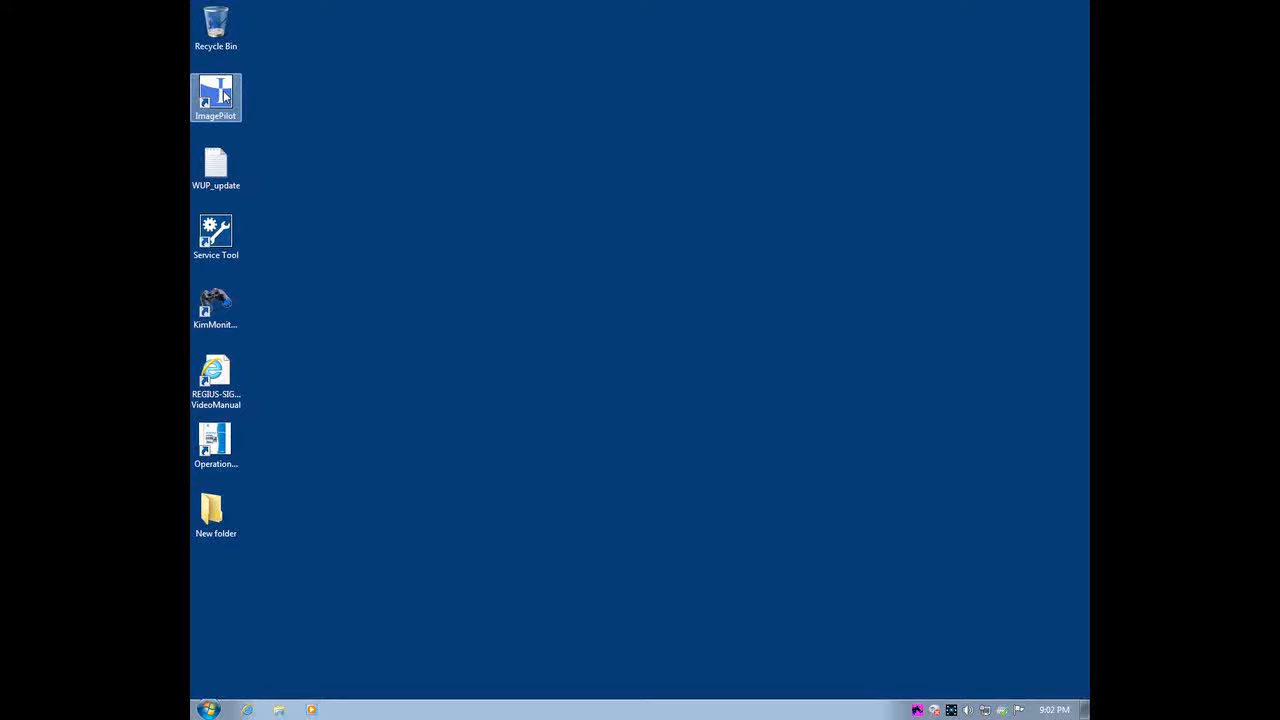 Recycle Bin
ImagePilot
WUP_update
Service Tool
KimMonit...
REGIUS-SIG...
VideoManual
Operation...
New folder
9:02 PM